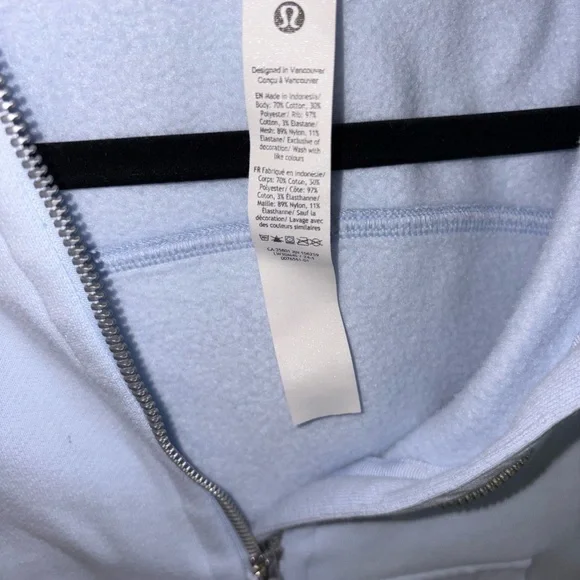 Designed in Vancouver
Conçu à Vancouver
EN Made in Indonesia/
Body: 70% Cotton, 30%
Polyester/ Rib: 97%
Cotton, 3% Elastane/
Mesh: 89% Nylon, 11%
Elastane/ Exclusive of
decoration/ Wash with
like colours
FR Fabriqué en Indonésie/
Corps: 70% Coton, 30%
Polyester/ Côte: 97%
Coton, 3% Élasthanne/
Maille: 89% Nylon, 11%
Élasthanne/ Sauf la
décoration/ Lavage avec
des couleurs similaires